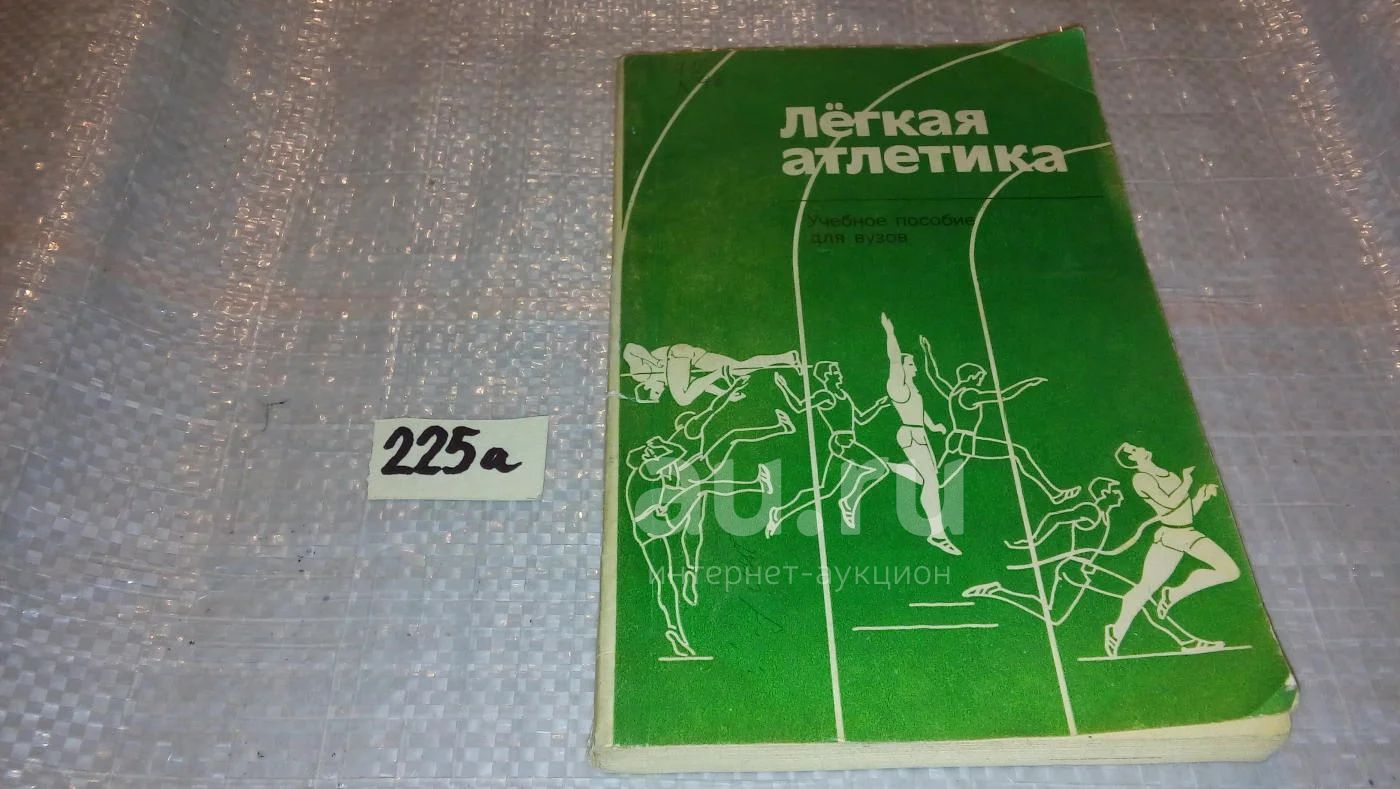 Лёгкая
атлетика
Учебное пособие
для вузов
225а
au.ru
интернет-аукцион